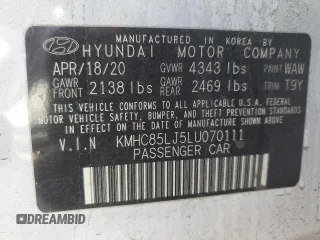 MANUFACTURED IN KOREA BY
HYUNDAI MOTOR COMPANY
APR/18/20 GVWR 4343 lbs PAINT WAW
GAWR FRONT 2138 lbs GAWR REAR 2469 lbs TRIM T9Y
THIS VEHICLE CONFORMS TO ALL APPLICABLE U.S.A. FEDERAL
MOTOR VEHICLE SAFETY, BUMPER, AND THEFT PREVENTION STANDARDS
IN EFFECT ON THE DATE OF MANUFACTURE SHOWN ABOVE.
V.I.N KMHC85LJ5LU070111
PASSENGER CAR
AutoBidMaster